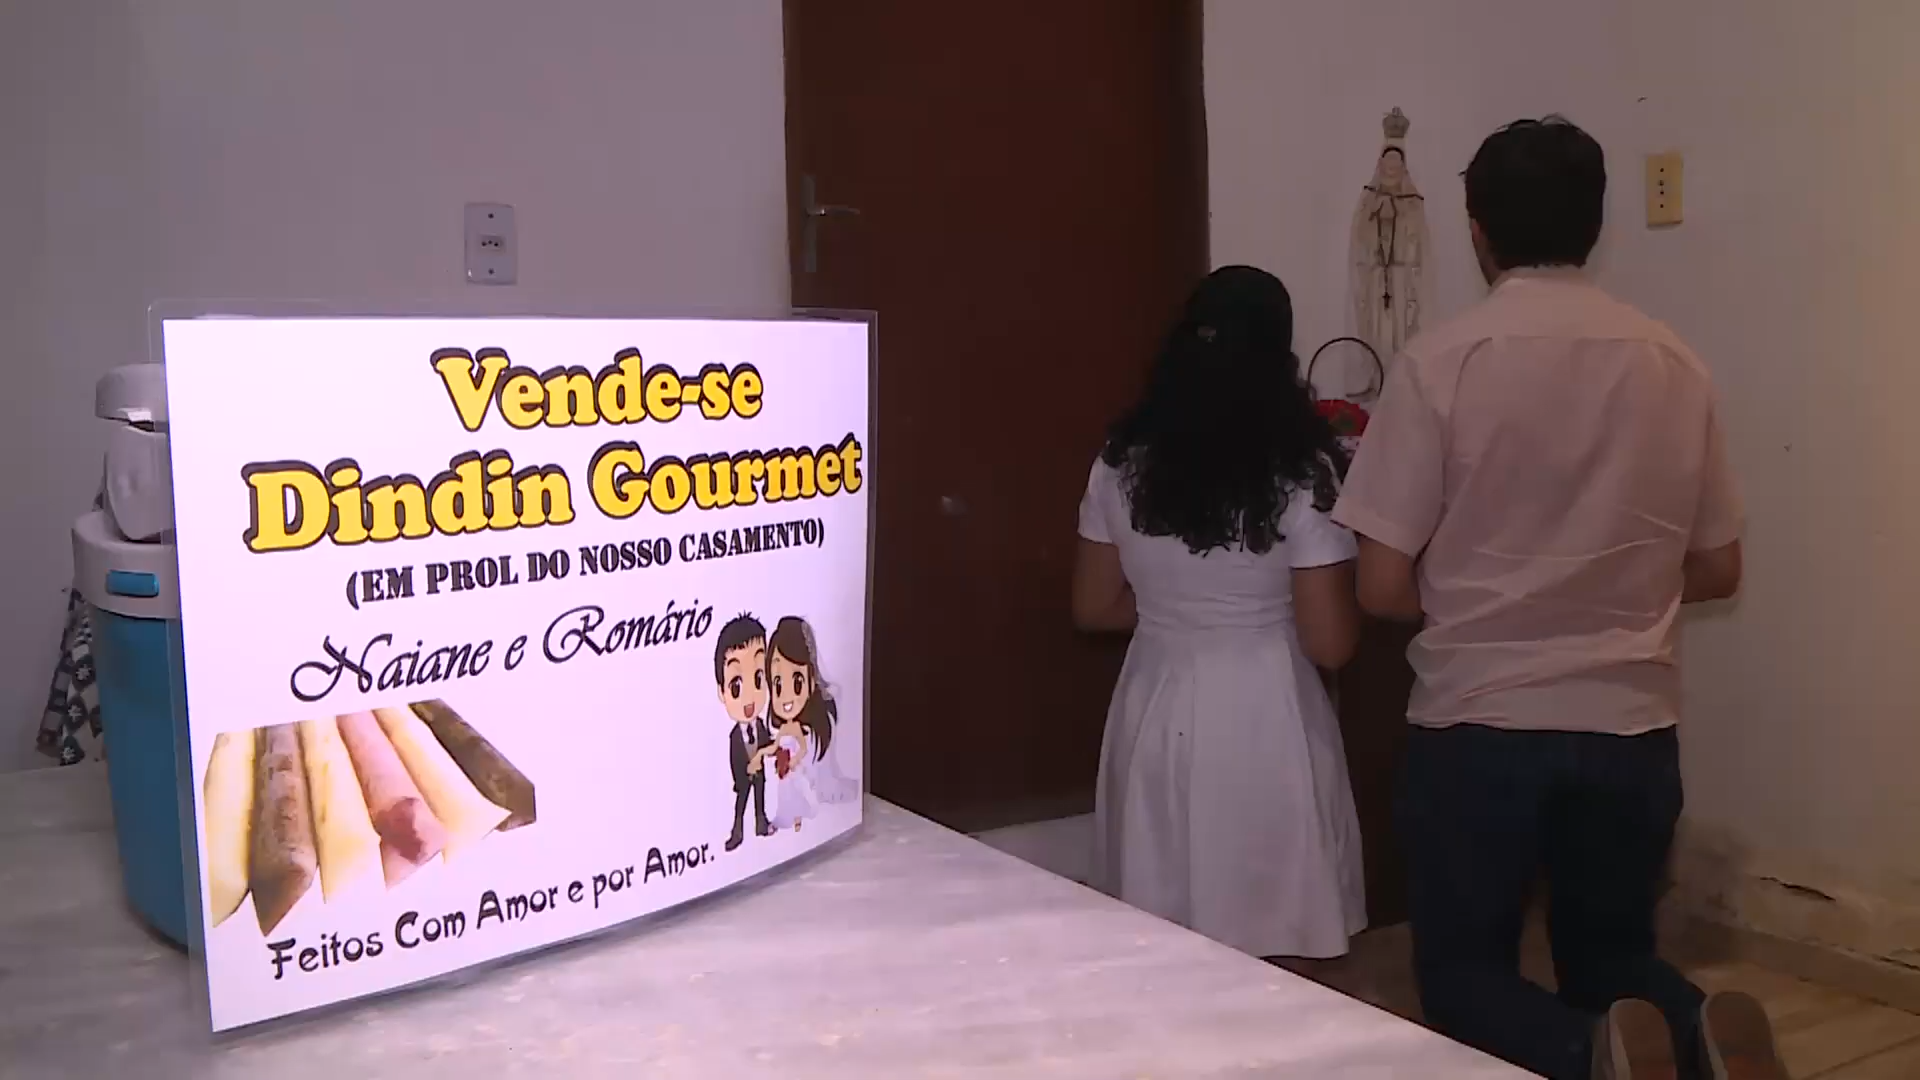 Vende-se
Dindin Gourmet
(EM PROL DO NOSSO CASAMENTO)
Naiane e Romário
Feitos Com Amor e por Amor.